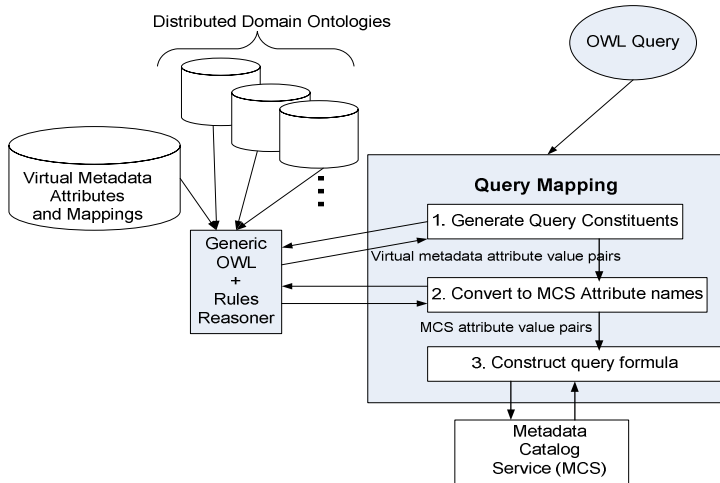 Distributed Domain Ontologies
OWL Query
Virtual Metadata
Attributes
and Mappings
Query Mapping
1. Generate Query Constituents
Generic
OWL
+
Rules
Reasoner
Virtual metadata attribute value pairs
2. Convert to MCS Attribute names
MCS attribute value pairs
3. Construct query formula
Metadata
Catalog
Service (MCS)